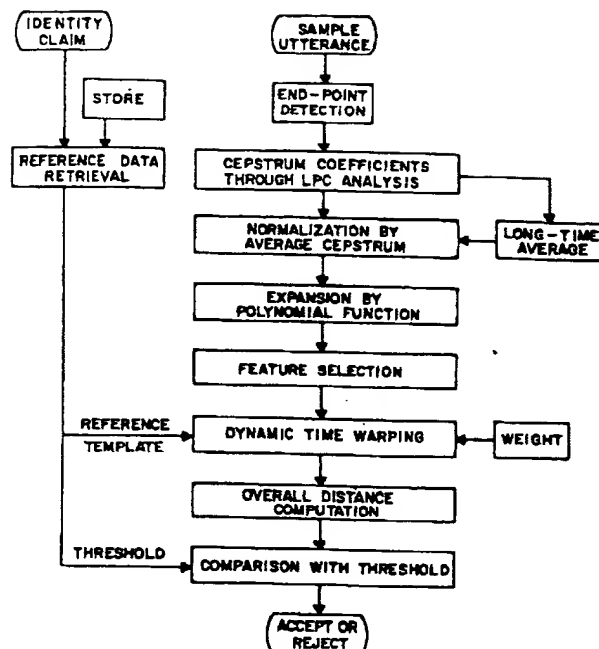 IDENTITY
CLAIM
SAMPLE
UTTERANCE
STORE
END-POINT
DETECTION
REFERENCE DATA
RETRIEVAL
CEPSTRUM COEFFICIENTS
THROUGH LPC ANALYSIS
NORMALIZATION BY
AVERAGE CEPSTRUM
LONG-TIME
AVERAGE
EXPANSION BY
POLYNOMIAL FUNCTION
FEATURE SELECTION
REFERENCE
TEMPLATE
DYNAMIC TIME WARPING
WEIGHT
OVERALL DISTANCE
COMPUTATION
THRESHOLD
COMPARISON WITH THRESHOLD
ACCEPT OR
REJECT